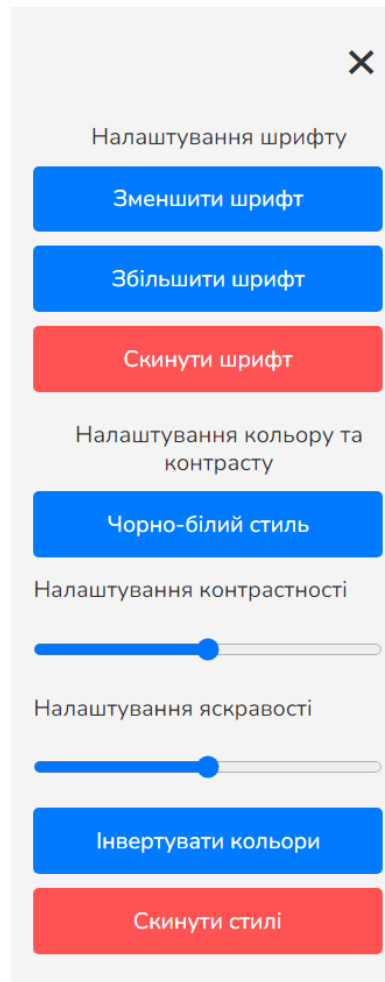 Налаштування шрифту
Зменшити шрифт
Збільшити шрифт
Скинути шрифт
Налаштування кольору та
контрасту
Чорно-білий стиль
Налаштування контрастності
Налаштування яскравості
Інвертувати кольори
Скинути стилі